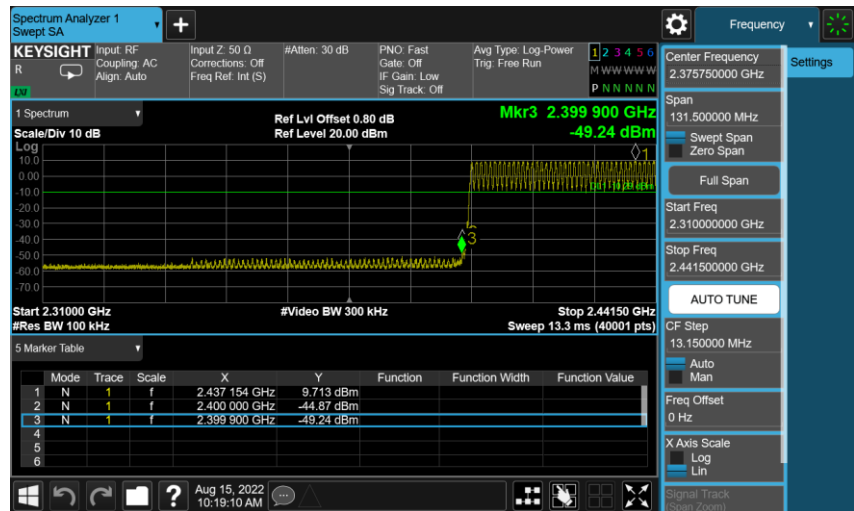 Spectrum Analyzer 1
Swept SA
+
Frequency
KEYSIGHT
R
LXI
Input: RF
Coupling: AC
Align: Auto
Input Z: 50 Ω
Corrections: Off
Freq Ref: Int (S)
#Atten: 30 dB
PNO: Fast
Gate: Off
IF Gain: Low
Sig Track: Off
Avg Type: Log-Power
Trig: Free Run
1 2 3 4 5 6
M W W W W W
P N N N N N
1 Spectrum
Scale/Div 10 dB
Ref Lvl Offset 0.80 dB
Ref Level 20.00 dBm
Mkr3 2.399 900 GHz
-49.24 dBm
Log
10.0
0.00
-10.0
-20.0
-30.0
-40.0
-50.0
-60.0
-70.0
1
3
Start 2.31000 GHz
#Res BW 100 kHz
#Video BW 300 kHz
Stop 2.44150 GHz
Sweep 13.3 ms (40001 pts)
5 Marker Table
Mode Trace Scale X Y Function Function Width Function Value
1 N 1 f 2.437 154 GHz 9.713 dBm
2 N 1 f 2.400 000 GHz -44.87 dBm
3 N 1 f 2.399 900 GHz -49.24 dBm
4
5
6
Aug 15, 2022
10:19:10 AM
Settings
Center Frequency
2.375750000 GHz
Span
131.500000 MHz
Swept Span
Zero Span
Full Span
Start Freq
2.310000000 GHz
Stop Freq
2.441500000 GHz
AUTO TUNE
CF Step
13.150000 MHz
Auto
Man
Freq Offset
0 Hz
X Axis Scale
Log
Lin
Signal Track
(Span Zoom)